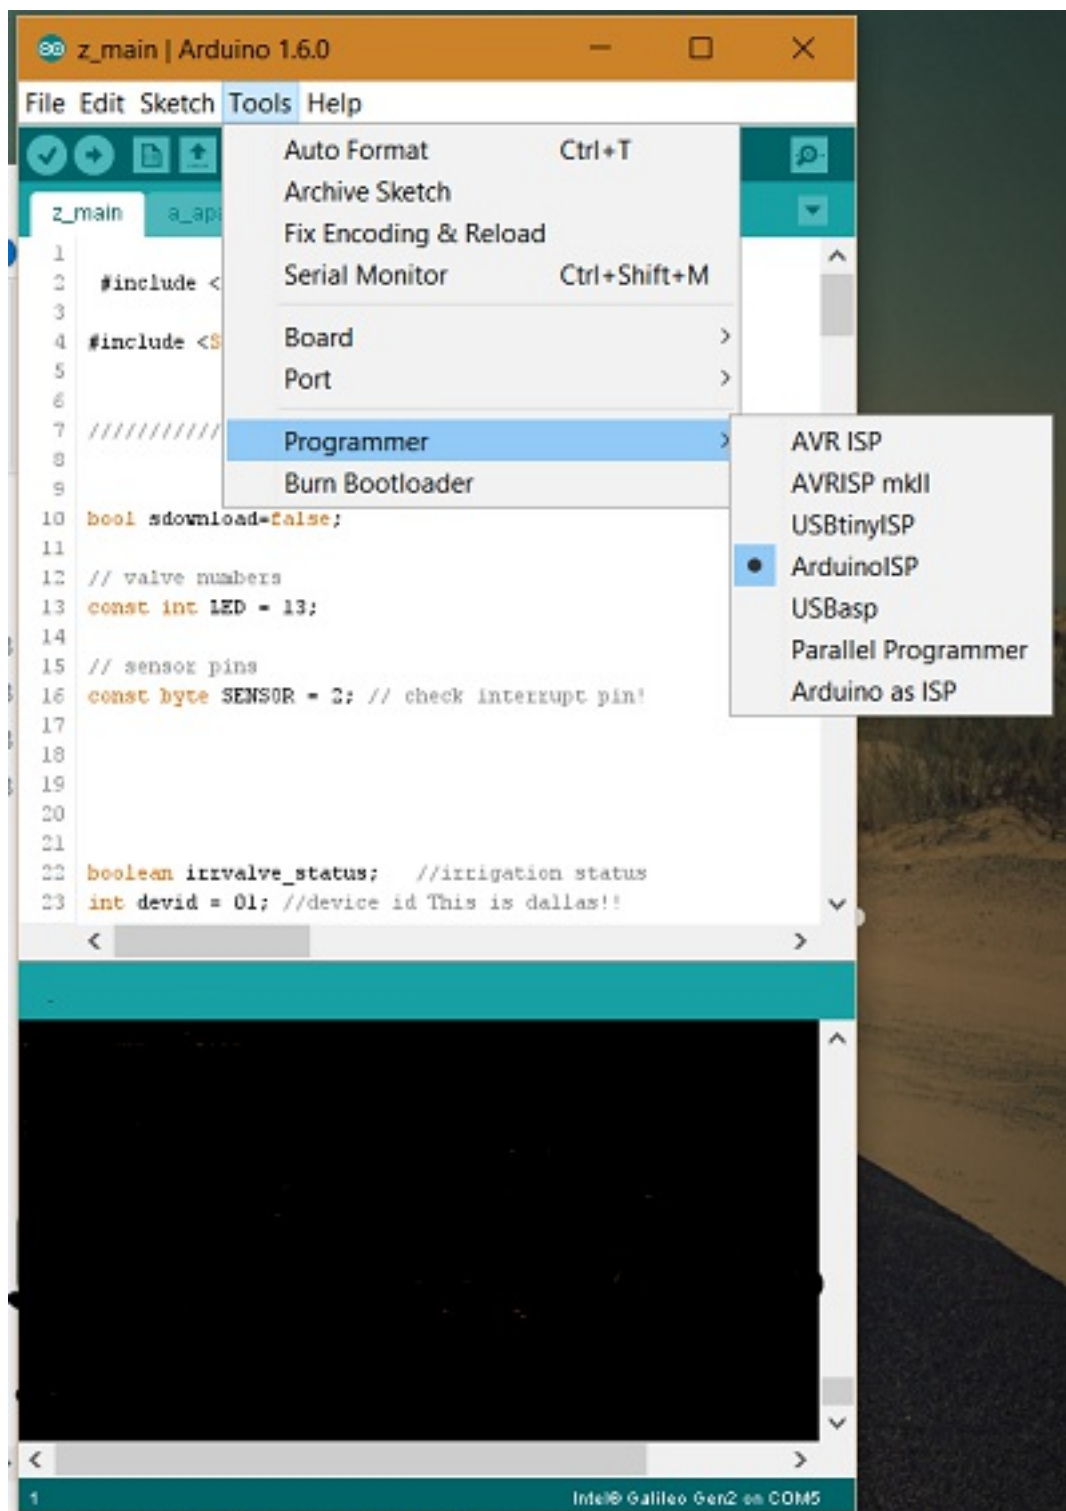 z_main | Arduino 1.6.0
File Edit Sketch Tools Help
Auto Format Ctrl+T
Archive Sketch
Fix Encoding & Reload
Serial Monitor Ctrl+Shift+M
Board
Port
Programmer
Burn Bootloader
AVR ISP
AVRISP mkII
USBtinyISP
ArduinoISP
USBasp
Parallel Programmer
Arduino as ISP
z_main a_apa
1
2 #include <
3
4 #include <S
5
6
7 ///////////
8
9
10 bool sdownload=false;
11
12 // valve numbers
13 const int LED = 13;
14
15 // sensor pins
16 const byte SENSOR = 2; // check interrupt pin!
17
18
19
20
21
22 boolean irrvalve_status; //irrigation status
23 int devid = 01; //device id This is dallas!!
1 Intel® Galileo Gen2 on COM5